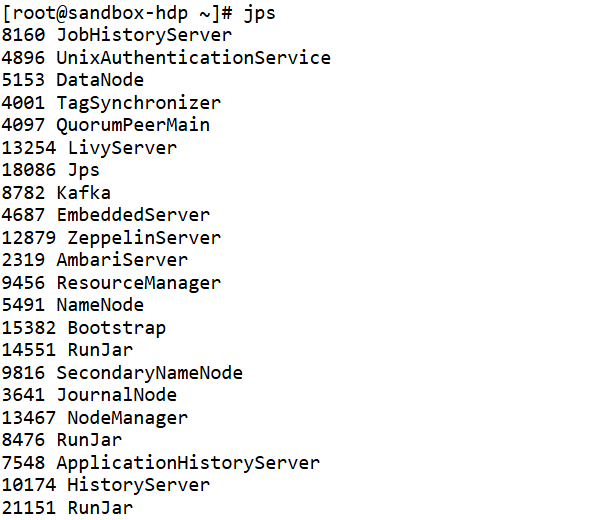 [root@sandbox-hdp ~]# jps
8160 JobHistoryServer
4896 UnixAuthenticationService
5153 DataNode
4001 TagSynchronizer
4097 QuorumPeerMain
13254 LivyServer
18086 Jps
8782 Kafka
4687 EmbeddedServer
12879 ZeppelinServer
2319 AmbariServer
9456 ResourceManager
5491 NameNode
15382 Bootstrap
14551 RunJar
9816 SecondaryNameNode
3641 JournalNode
13467 NodeManager
8476 RunJar
7548 ApplicationHistoryServer
10174 HistoryServer
21151 RunJar